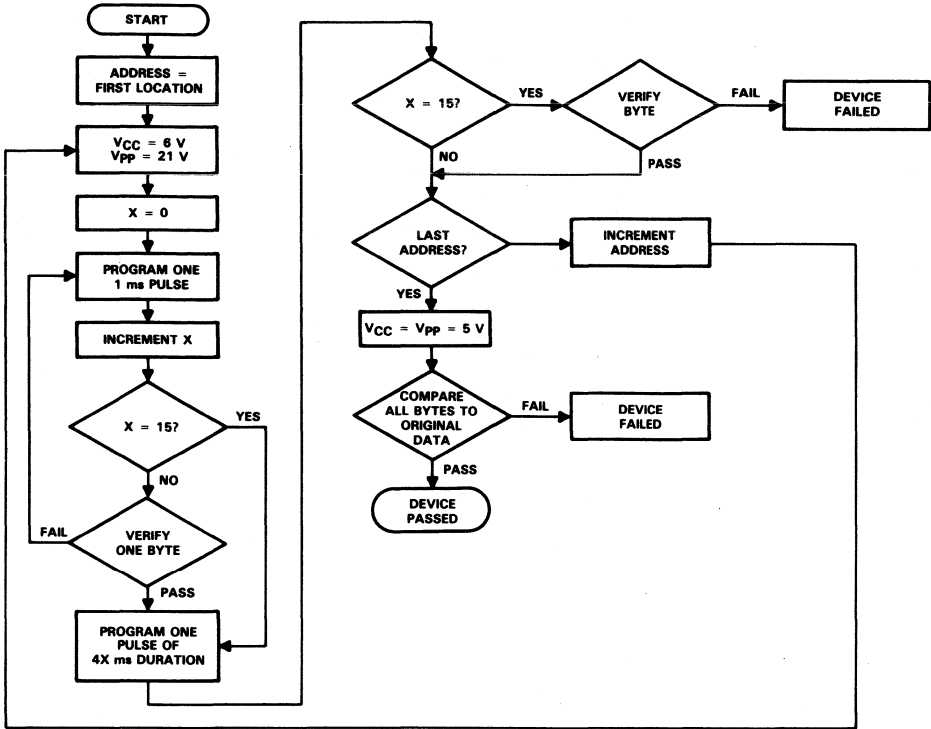 START
ADDRESS =
FIRST LOCATION
VCC = 6 V
VPP = 21 V
X = 0
PROGRAM ONE
1 ms PULSE
INCREMENT X
X = 15?
YES
NO
VERIFY
ONE BYTE
FAIL
PASS
PROGRAM ONE
PULSE OF
4X ms DURATION
X = 15?
YES
NO
VERIFY
BYTE
FAIL
PASS
DEVICE
FAILED
LAST
ADDRESS?
YES
INCREMENT
ADDRESS
VCC = VPP = 5 V
COMPARE
ALL BYTES TO
ORIGINAL
DATA
FAIL
DEVICE
FAILED
PASS
DEVICE
PASSED